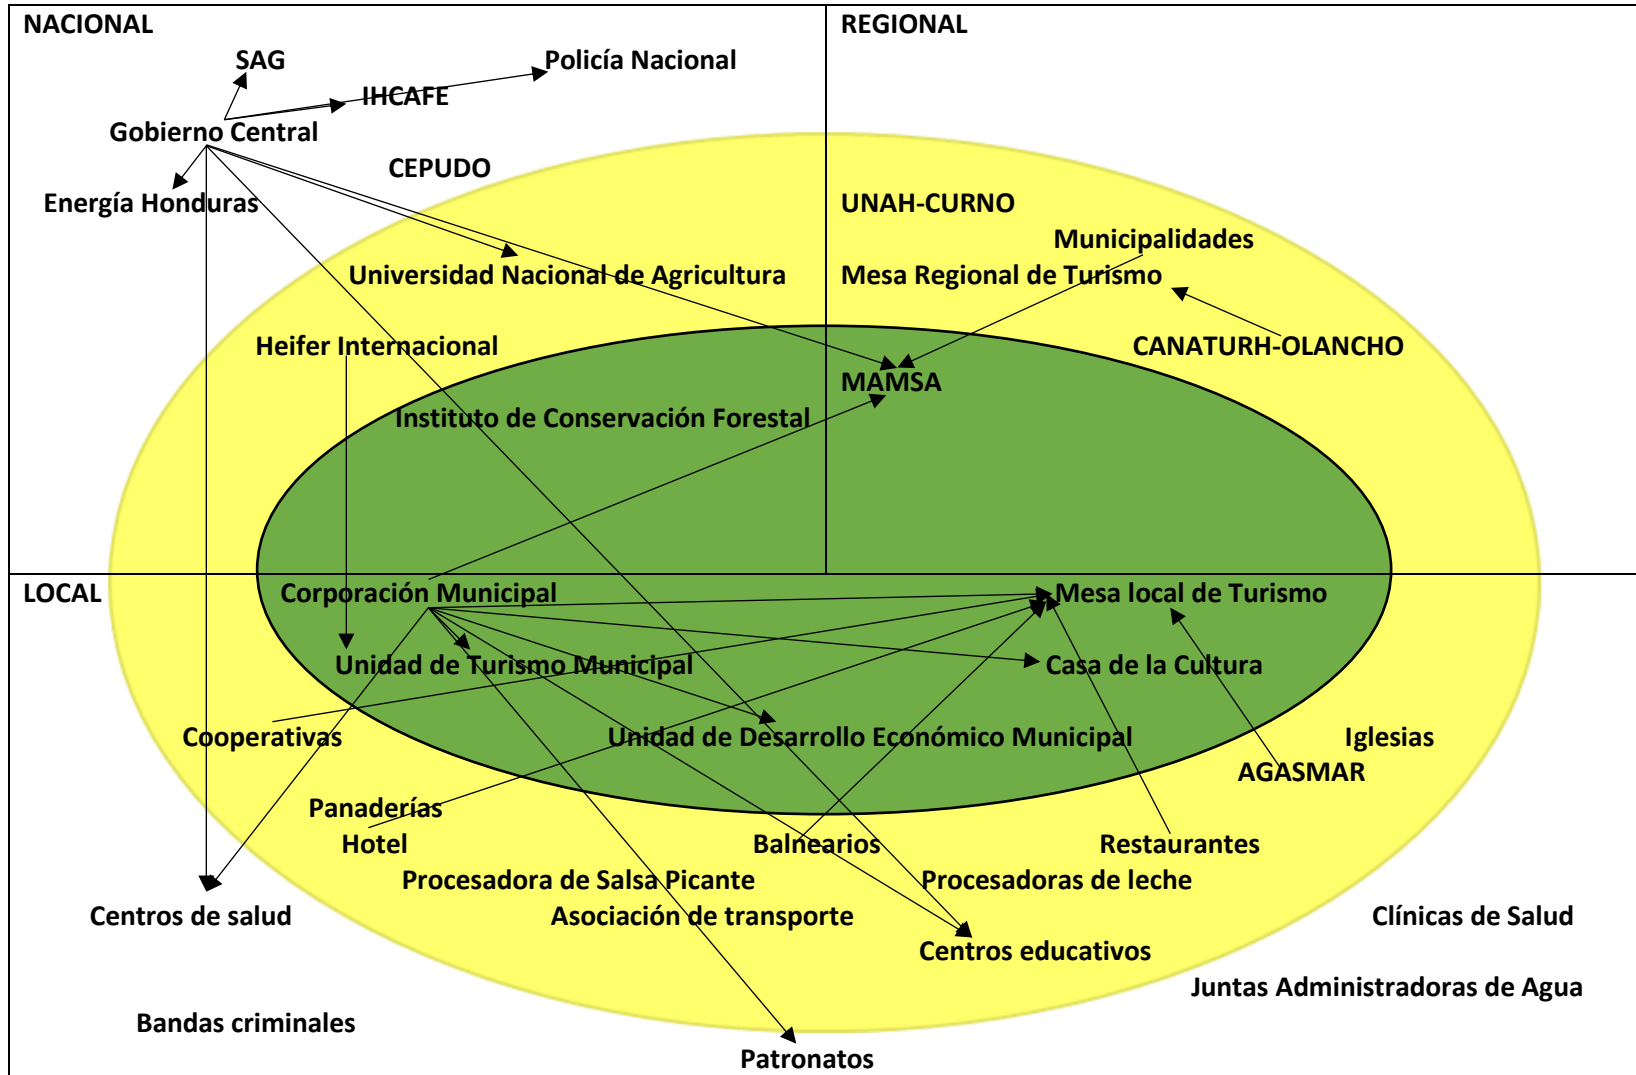 NACIONAL
SAG
Policía Nacional
IHCAFE
Gobierno Central
CEPUDO
Energía Honduras
Universidad Nacional de Agricultura
Heifer Internacional
Instituto de Conservación Forestal
REGIONAL
UNAH-CURNO
Municipalidades
Mesa Regional de Turismo
CANATURH-OLANCHO
MAMSA
LOCAL
Corporación Municipal
Mesa local de Turismo
Unidad de Turismo Municipal
Casa de la Cultura
Cooperativas
Unidad de Desarrollo Económico Municipal
Iglesias
AGASMAR
Panaderías
Hotel
Balnearios
Restaurantes
Procesadora de Salsa Picante
Procesadoras de leche
Centros de salud
Asociación de transporte
Clínicas de Salud
Centros educativos
Juntas Administradoras de Agua
Bandas criminales
Patronatos